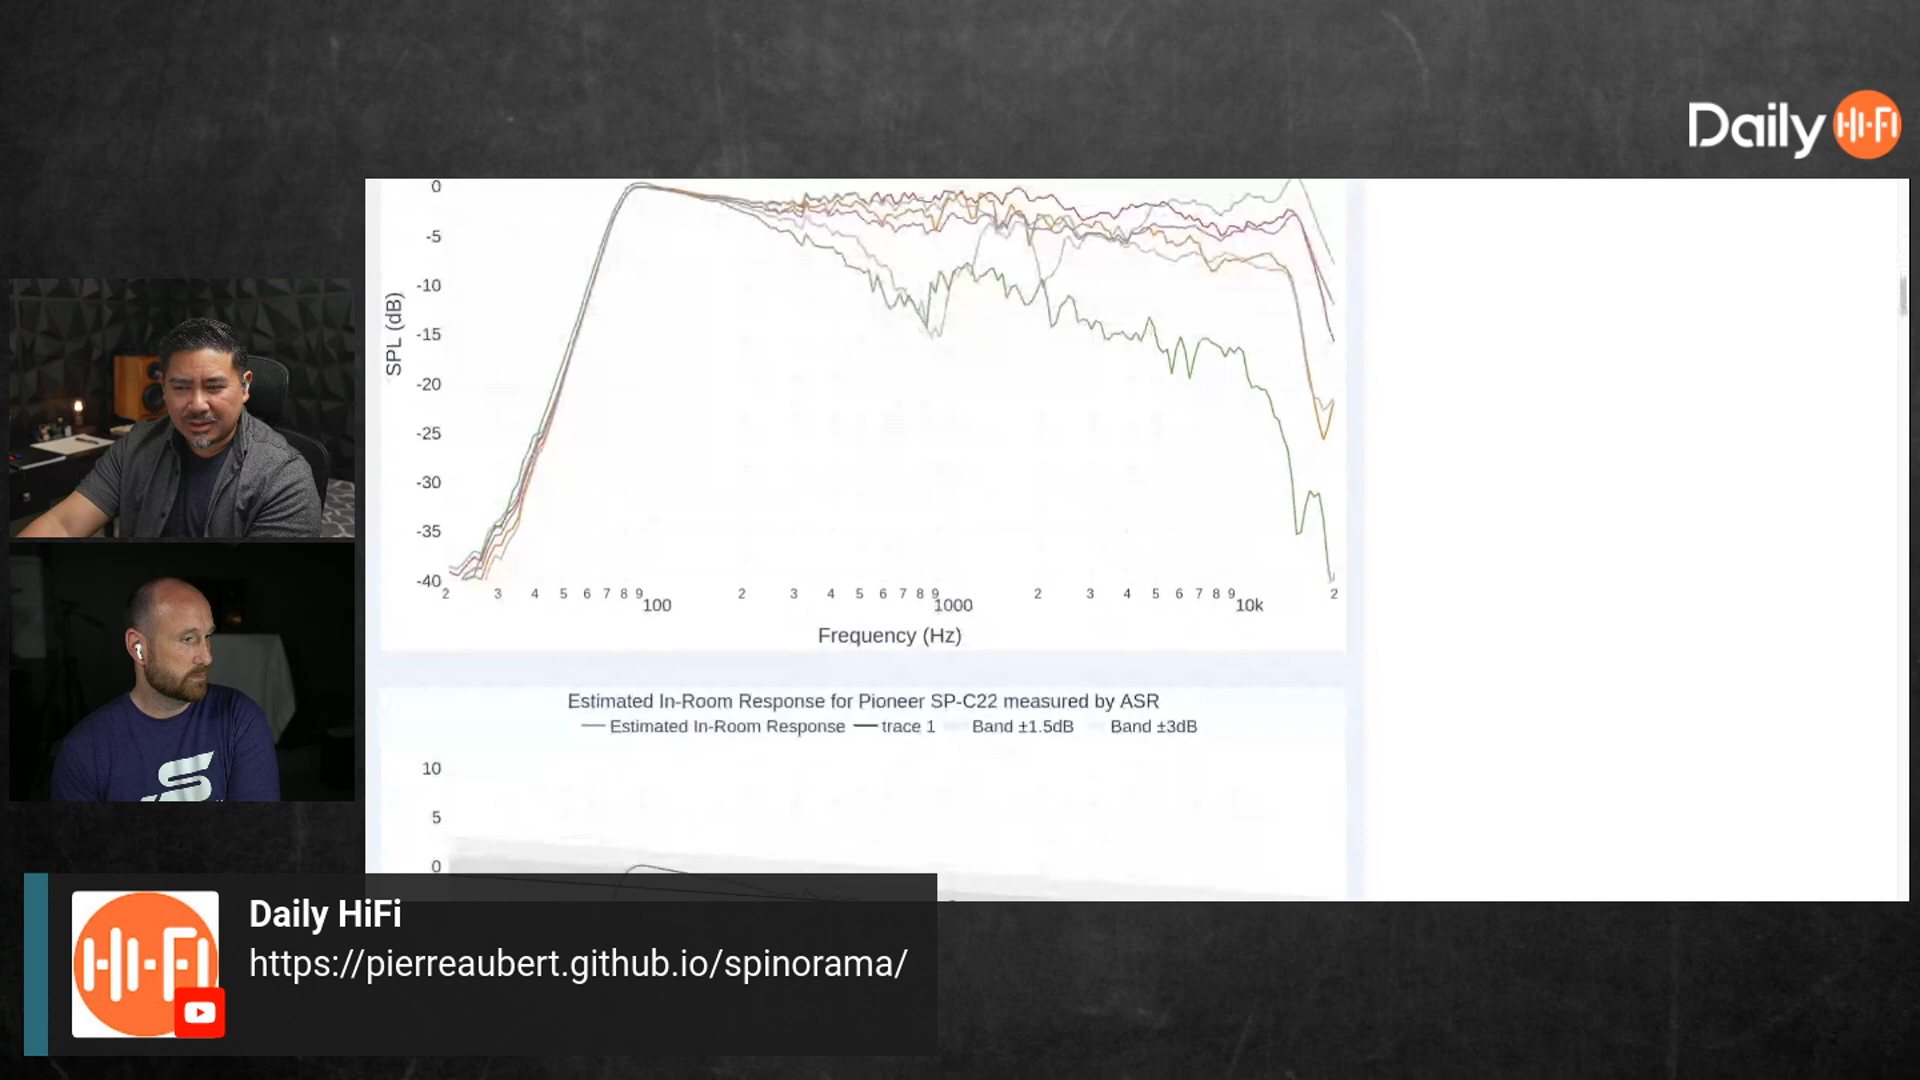 Daily HI-FI
0
-5
-10
-15
-20
-25
-30
-35
-40
SPL (dB)
2 3 4 5 6 7 8 9 100 2 3 4 5 6 7 8 9 1000 2 3 4 5 6 7 8 9 10k 2
Frequency (Hz)
Estimated In-Room Response for Pioneer SP-C22 measured by ASR
Estimated In-Room Response trace 1 Band ±1.5dB Band ±3dB
10
5
0
HI-FI
Daily HiFi
https://pierreaubert.github.io/spinorama/